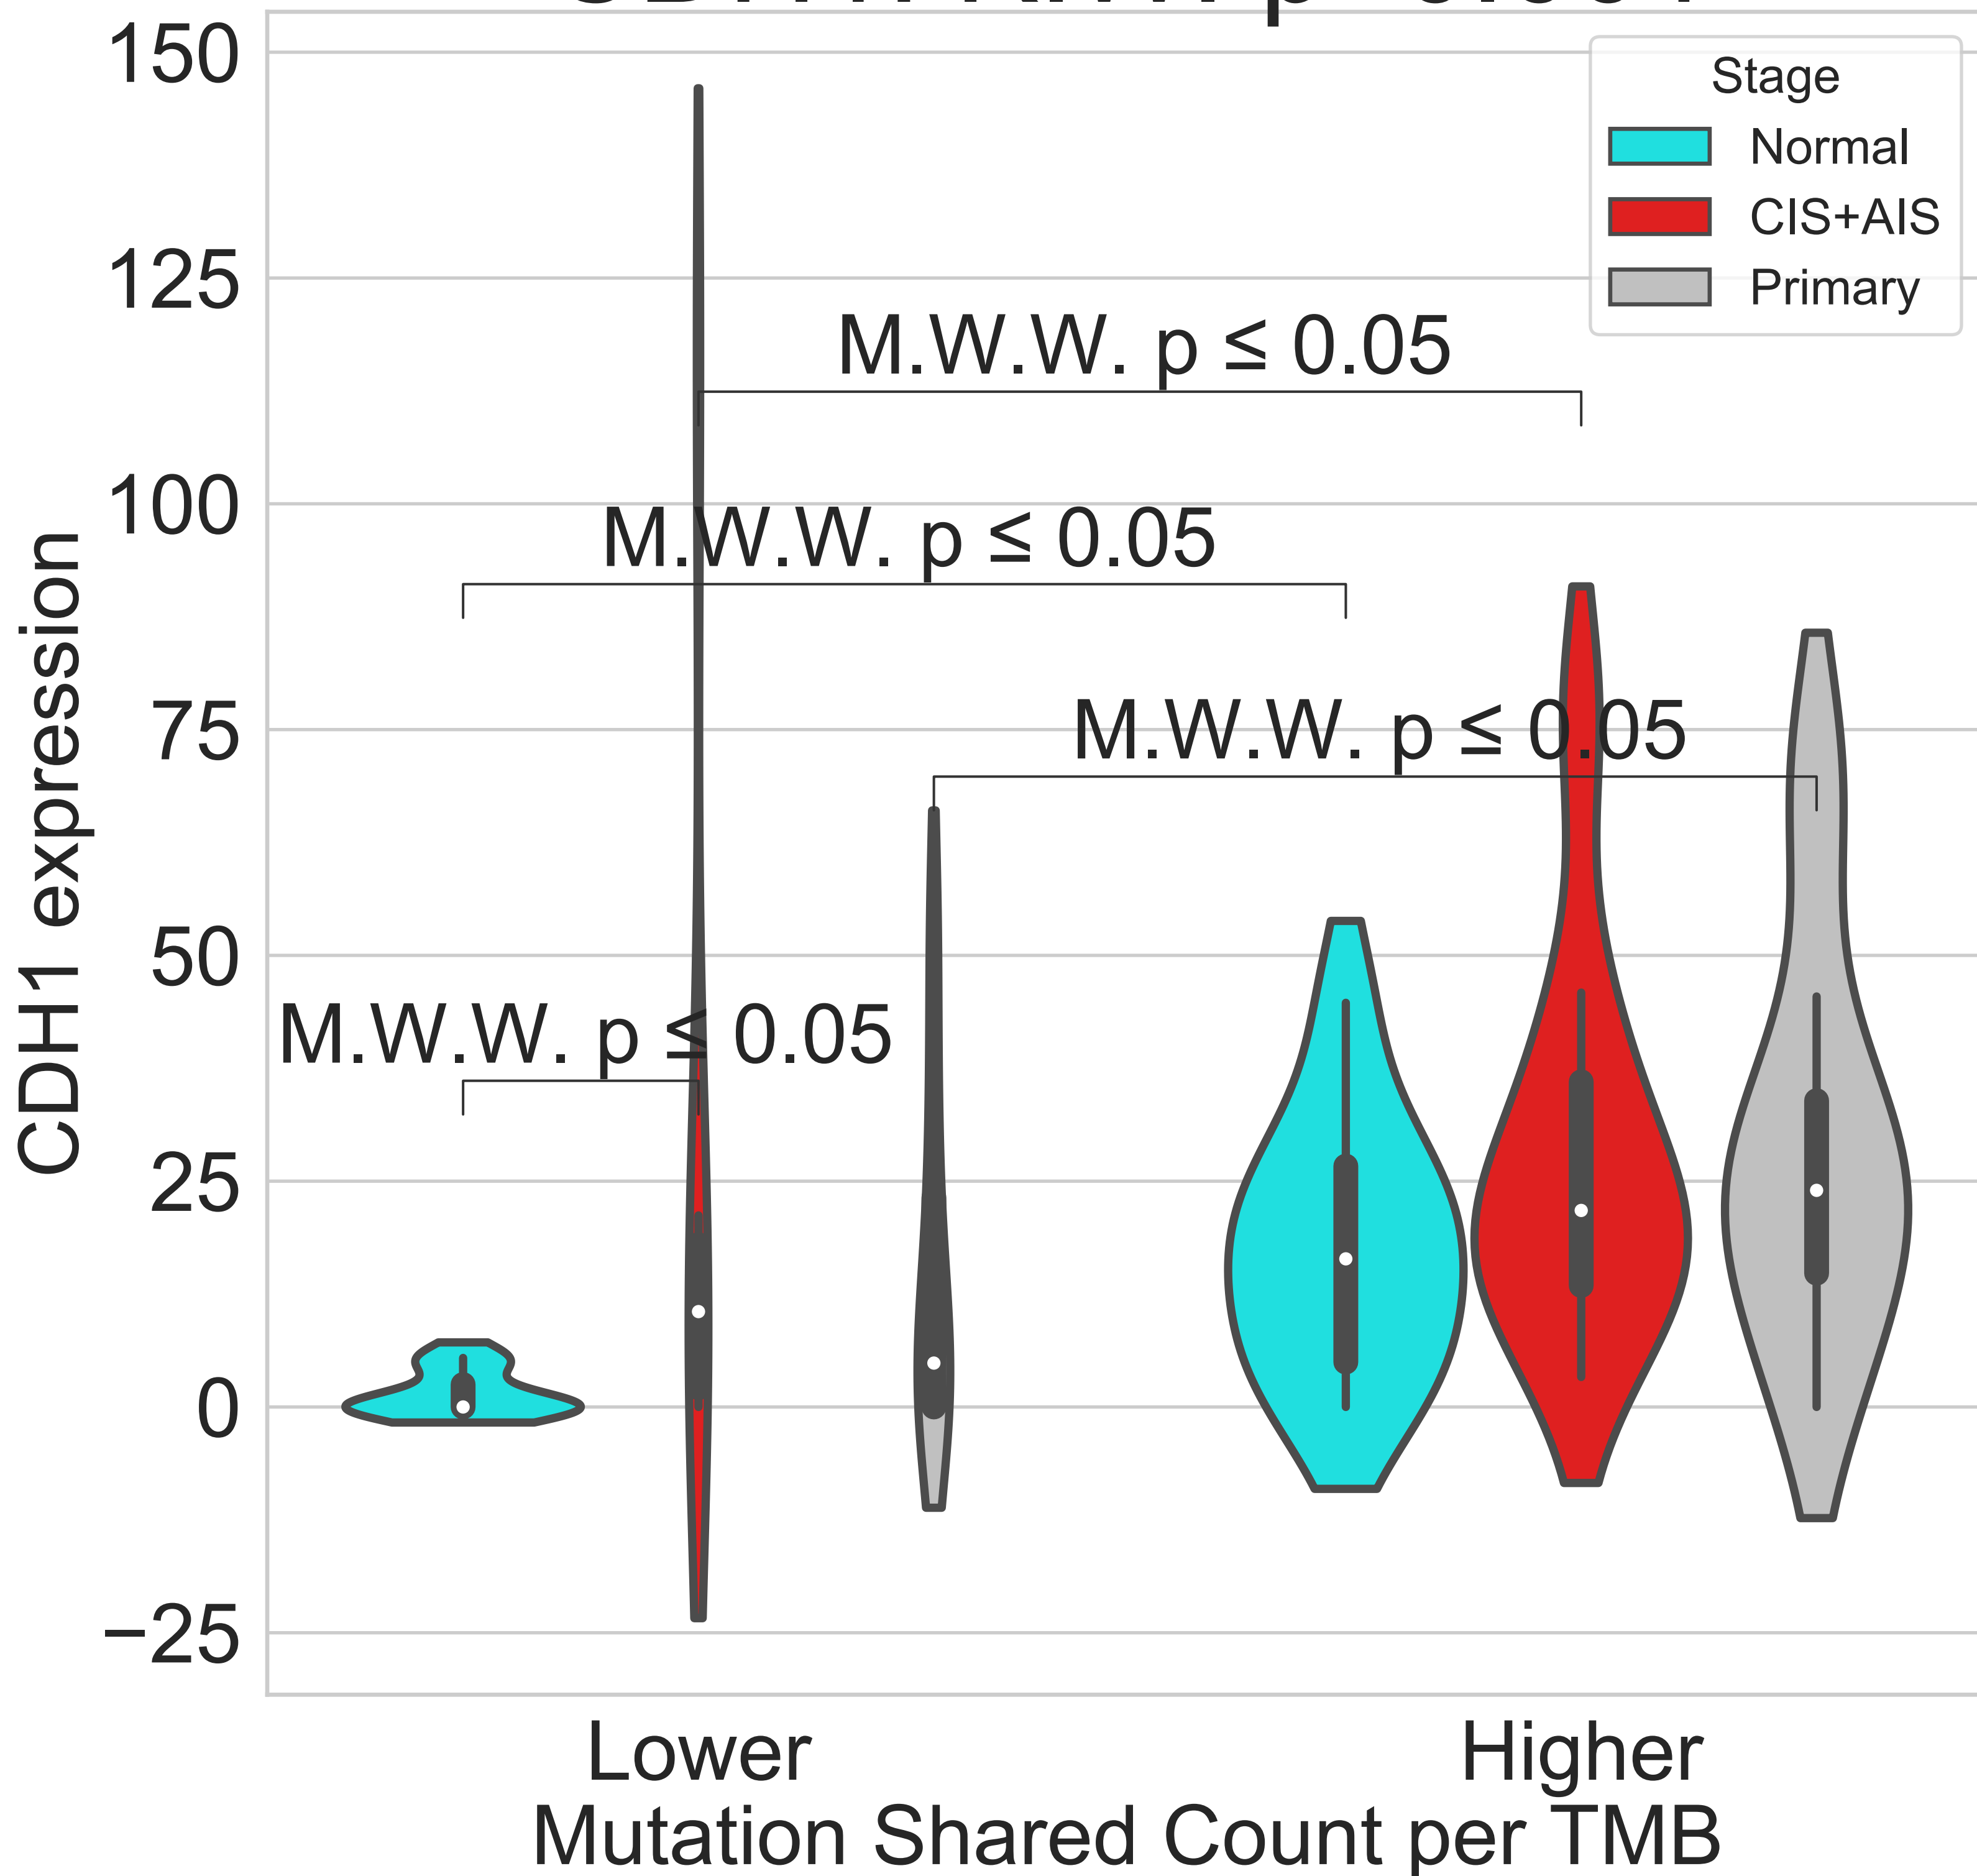 150
125
100
75
50
25
0
−25
CDH1 expression
Stage
Normal
CIS+AIS
Primary
M.W.W. p ≤ 0.05
M.W.W. p ≤ 0.05
M.W.W. p ≤ 0.05
M.W.W. p ≤ 0.05
Lower
Higher
Mutation Shared Count per TMB